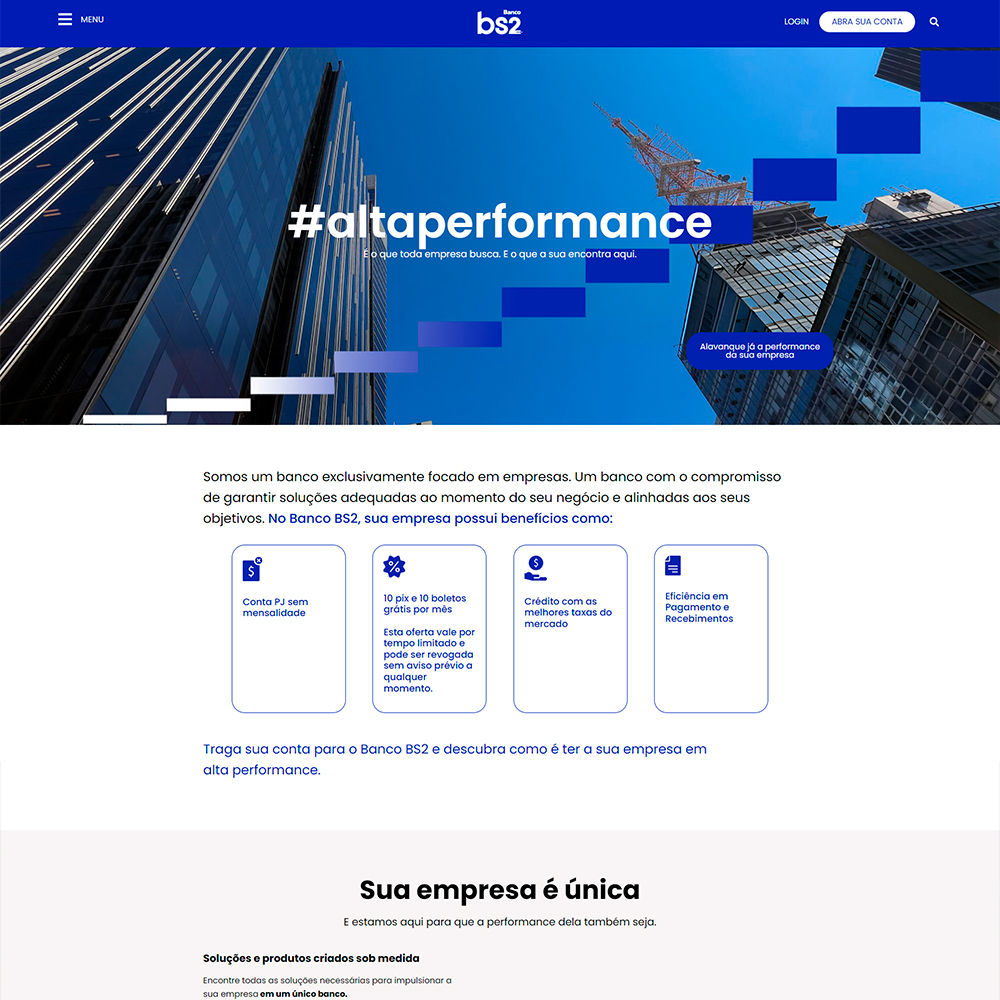 MENU
Banco
bs2
LOGIN
ABRA SUA CONTA
#altaperformance
É o que toda empresa busca. E o que a sua encontra aqui.
Alavanque já a performance
da sua empresa
Somos um banco exclusivamente focado em empresas. Um banco com o compromisso
de garantir soluções adequadas ao momento do seu negócio e alinhadas aos seus
objetivos. No Banco BS2, sua empresa possui benefícios como:
$
Conta PJ sem
mensalidade
%
10 pix e 10 boletos
grátis por mês
Esta oferta vale por
tempo limitado e
pode ser revogada
sem aviso prévio a
qualquer
momento.
$
Crédito com as
melhores taxas do
mercado
Eficiência em
Pagamento e
Recebimentos
Traga sua conta para o Banco BS2 e descubra como é ter a sua empresa em
alta performance.
Sua empresa é única
E estamos aqui para que a performance dela também seja.
Soluções e produtos criados sob medida
Encontre todas as soluções necessárias para impulsionar a
sua empresa em um único banco.